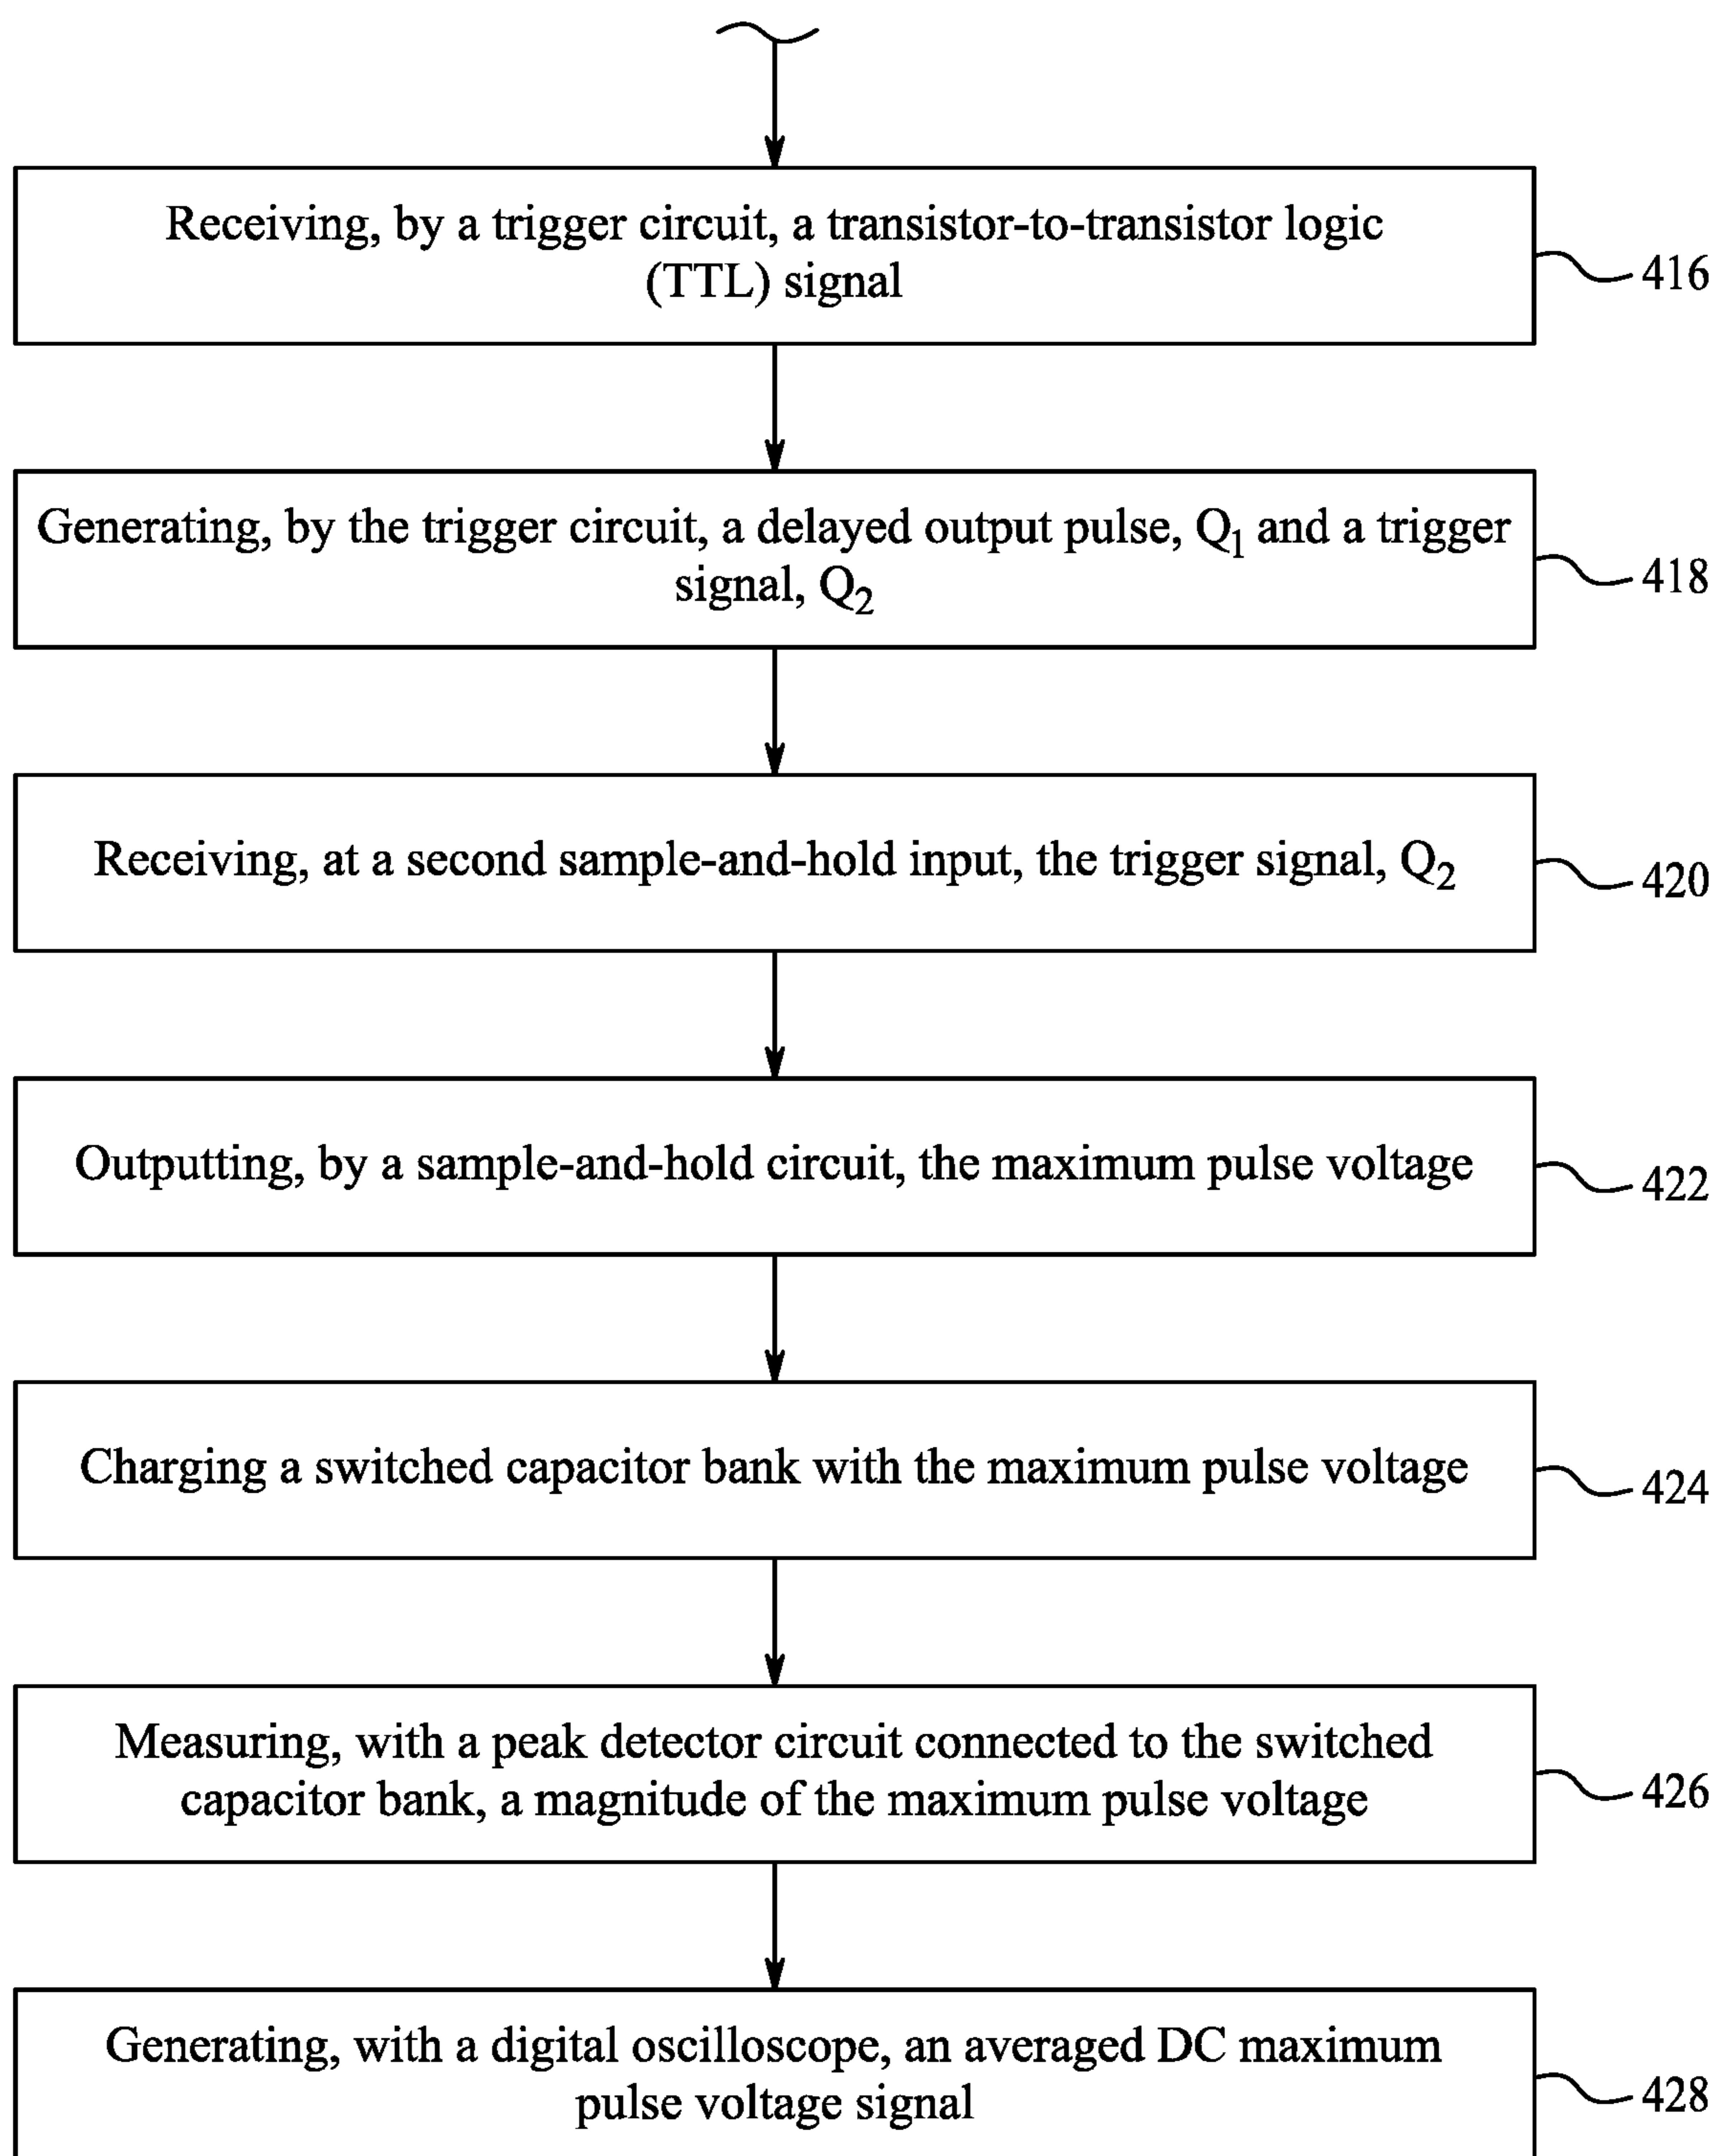 Receiving, by a trigger circuit, a transistor-to-transistor logic
(TTL) signal
416
Generating, by the trigger circuit, a delayed output pulse, Q₁ and a trigger
signal, Q₂
418
Receiving, at a second sample-and-hold input, the trigger signal, Q₂
420
Outputting, by a sample-and-hold circuit, the maximum pulse voltage
422
Charging a switched capacitor bank with the maximum pulse voltage
424
Measuring, with a peak detector circuit connected to the switched
capacitor bank, a magnitude of the maximum pulse voltage
426
Generating, with a digital oscilloscope, an averaged DC maximum
pulse voltage signal
428